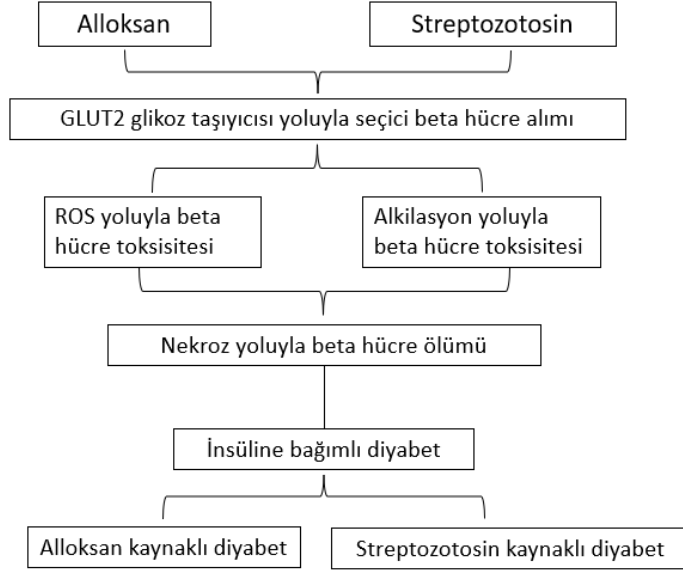 Alloksan
Streptozotosin
GLUT2 glikoz taşıyıcısı yoluyla seçici beta hücre alımı
ROS yoluyla beta
hücre toksisitesi
Alkilasyon yoluyla
beta hücre toksisitesi
Nekroz yoluyla beta hücre ölümü
İnsüline bağımlı diyabet
Alloksan kaynaklı diyabet
Streptozotosin kaynaklı diyabet